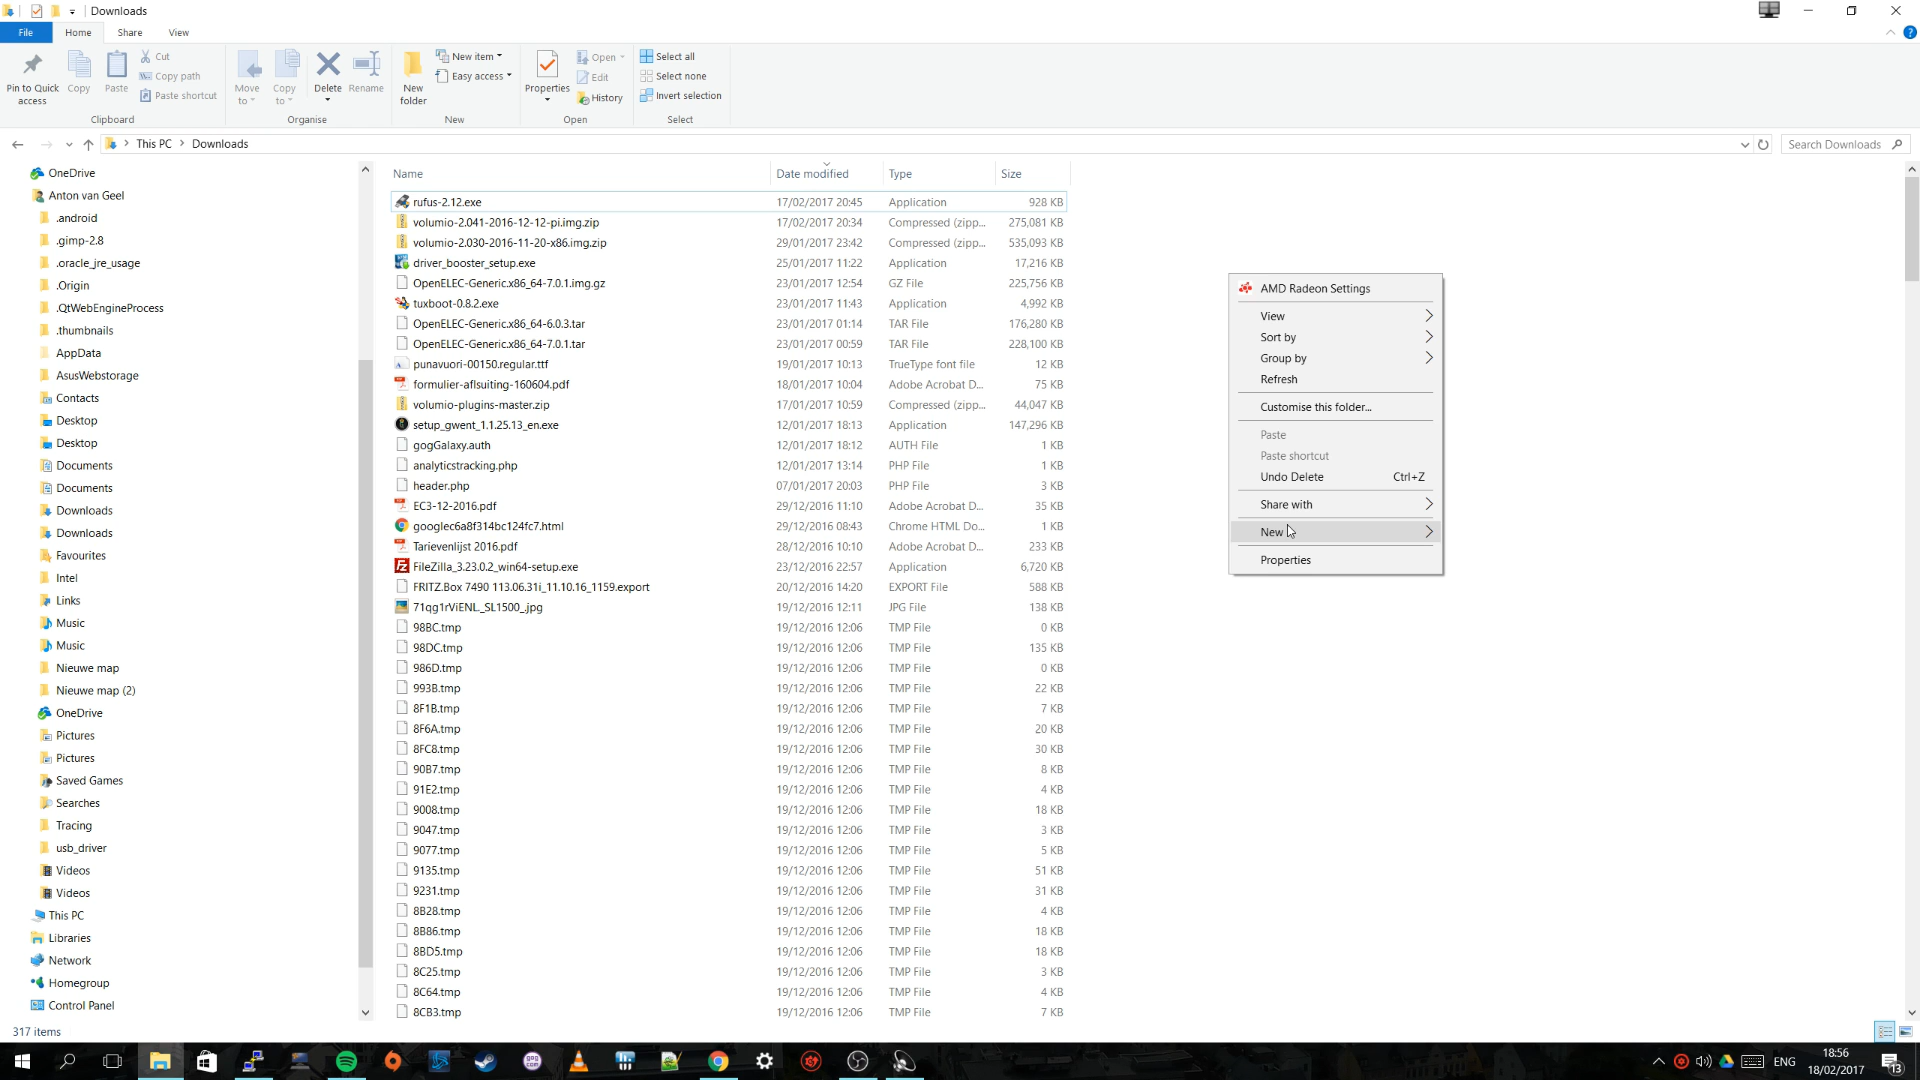 Downloads
File Home Share View
Pin to Quick access
Copy
Paste
Cut
Copy path
Paste shortcut
Clipboard
Move to
Copy to
Delete
Rename
Organise
New folder
New item
Easy access
New
Properties
Open
Edit
History
Open
Select all
Select none
Invert selection
Select
This PC > Downloads
Search Downloads
OneDrive
Anton van Geel
.android
.gimp-2.8
.oracle_jre_usage
.Origin
.QtWebEngineProcess
.thumbnails
AppData
AsusWebstorage
Contacts
Desktop
Desktop
Documents
Documents
Downloads
Downloads
Favourites
Intel
Links
Music
Music
Nieuwe map
Nieuwe map (2)
OneDrive
Pictures
Pictures
Saved Games
Searches
Tracing
usb_driver
Videos
Videos
This PC
Libraries
Network
Homegroup
Control Panel
Name Date modified Type Size
rufus-2.12.exe 17/02/2017 20:45 Application 928 KB
volumio-2.041-2016-12-12-pi.img.zip 17/02/2017 20:34 Compressed (zipp... 275,081 KB
volumio-2.030-2016-11-20-x86.img.zip 29/01/2017 23:42 Compressed (zipp... 535,093 KB
driver_booster_setup.exe 25/01/2017 11:22 Application 17,216 KB
OpenELEC-Generic.x86_64-7.0.1.img.gz 23/01/2017 12:54 GZ File 225,756 KB
tuxboot-0.8.2.exe 23/01/2017 11:43 Application 4,992 KB
OpenELEC-Generic.x86_64-6.0.3.tar 23/01/2017 01:14 TAR File 176,280 KB
OpenELEC-Generic.x86_64-7.0.1.tar 23/01/2017 00:59 TAR File 228,100 KB
punavuori-00150.regular.ttf 19/01/2017 10:13 TrueType font file 12 KB
formulier-aflsuiting-160604.pdf 18/01/2017 10:04 Adobe Acrobat D... 75 KB
volumio-plugins-master.zip 17/01/2017 10:59 Compressed (zipp... 44,047 KB
setup_gwent_1.1.25.13_en.exe 12/01/2017 18:13 Application 147,296 KB
gogGalaxy.auth 12/01/2017 18:12 AUTH File 1 KB
analyticstracking.php 12/01/2017 13:14 PHP File 1 KB
header.php 07/01/2017 20:03 PHP File 3 KB
EC3-12-2016.pdf 29/12/2016 11:10 Adobe Acrobat D... 35 KB
googlec6a8f314bc124fc7.html 29/12/2016 08:43 Chrome HTML Do... 1 KB
Tarievenlijst 2016.pdf 28/12/2016 10:10 Adobe Acrobat D... 233 KB
FileZilla_3.23.0.2_win64-setup.exe 23/12/2016 22:57 Application 6,720 KB
FRITZ.Box 7490 113.06.31i_11.10.16_1159.export 20/12/2016 14:20 EXPORT File 588 KB
71qg1rViENL._SL1500_.jpg 19/12/2016 12:11 JPG File 138 KB
98BC.tmp 19/12/2016 12:06 TMP File 0 KB
98DC.tmp 19/12/2016 12:06 TMP File 135 KB
986D.tmp 19/12/2016 12:06 TMP File 0 KB
993B.tmp 19/12/2016 12:06 TMP File 22 KB
8F1B.tmp 19/12/2016 12:06 TMP File 7 KB
8F6A.tmp 19/12/2016 12:06 TMP File 20 KB
8FC8.tmp 19/12/2016 12:06 TMP File 30 KB
90B7.tmp 19/12/2016 12:06 TMP File 8 KB
91E2.tmp 19/12/2016 12:06 TMP File 4 KB
9008.tmp 19/12/2016 12:06 TMP File 18 KB
9047.tmp 19/12/2016 12:06 TMP File 3 KB
9077.tmp 19/12/2016 12:06 TMP File 5 KB
9135.tmp 19/12/2016 12:06 TMP File 51 KB
9231.tmp 19/12/2016 12:06 TMP File 31 KB
8B28.tmp 19/12/2016 12:06 TMP File 4 KB
8B86.tmp 19/12/2016 12:06 TMP File 18 KB
8BD5.tmp 19/12/2016 12:06 TMP File 18 KB
8C25.tmp 19/12/2016 12:06 TMP File 3 KB
8C64.tmp 19/12/2016 12:06 TMP File 4 KB
8CB3.tmp 19/12/2016 12:06 TMP File 7 KB
AMD Radeon Settings
View
Sort by
Group by
Refresh
Customise this folder...
Paste
Paste shortcut
Undo Delete Ctrl+Z
Share with
New
Properties
317 items
ENG
18:56
18/02/2017
13